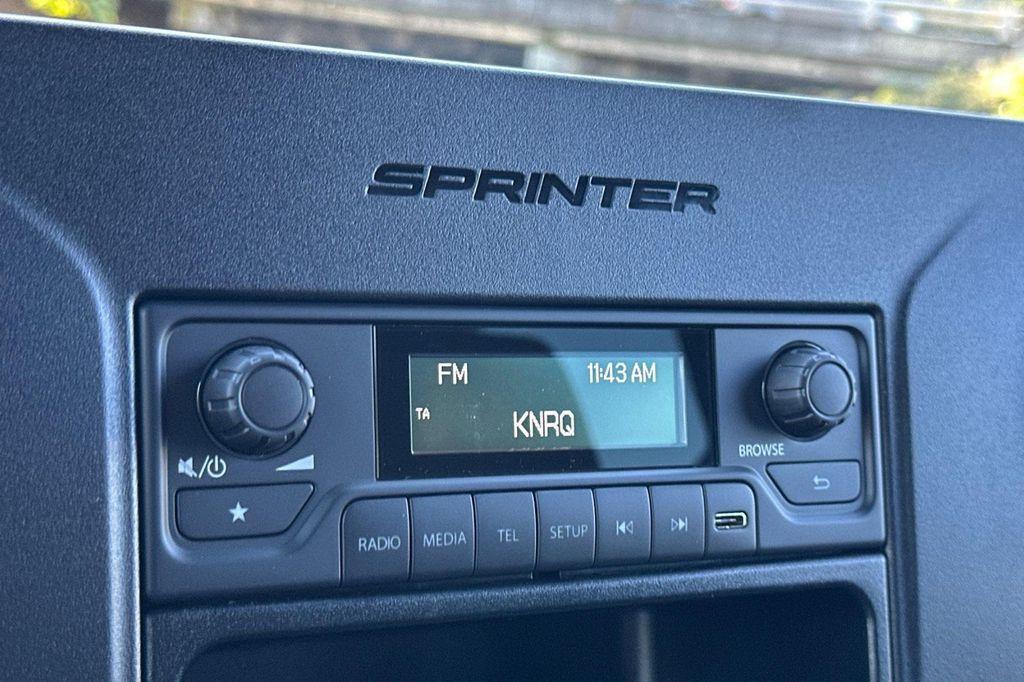 SPRINTER
FM 11:43 AM
TA KNRQ
BROWSE
RADIO MEDIA TEL SETUP